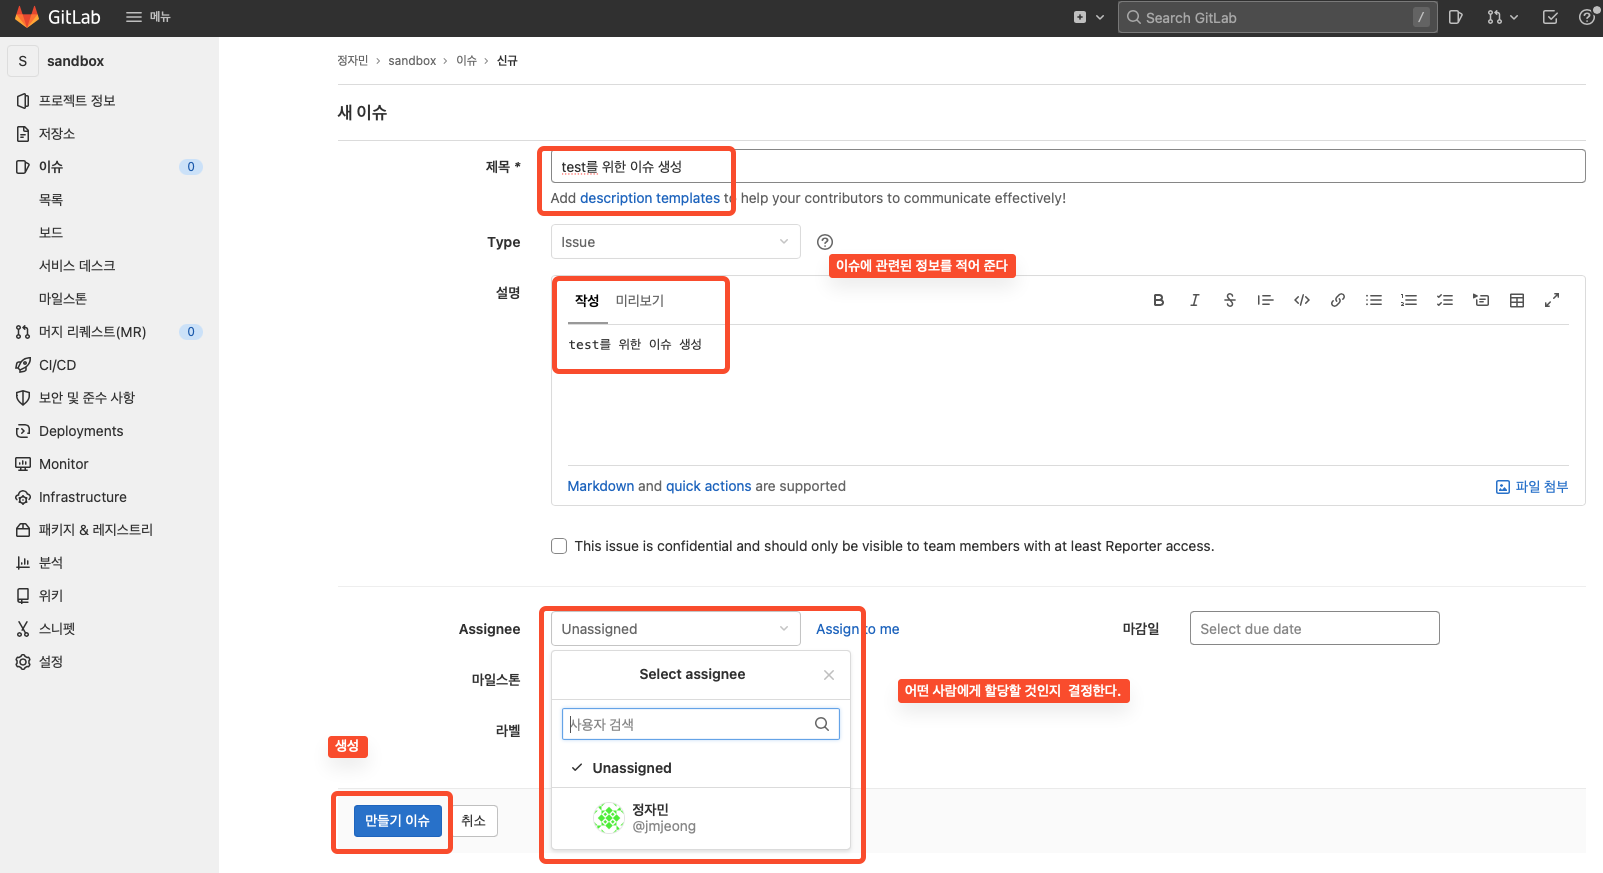 GitLab
메뉴
Search GitLab
/
S
sandbox
프로젝트 정보
저장소
이슈
0
목록
보드
서비스 데스크
마일스톤
머지 리퀘스트(MR)
0
CI/CD
보안 및 준수 사항
Deployments
Monitor
Infrastructure
패키지 & 레지스트리
분석
위키
스니펫
설정
정자민 › sandbox › 이슈 › 신규
새 이슈
제목 *
test를 위한 이슈 생성
Add description templates to help your contributors to communicate effectively!
Type
Issue
이슈에 관련된 정보를 적어 준다
설명
작성
미리보기
test를 위한 이슈 생성
Markdown and quick actions are supported
파일 첨부
This issue is confidential and should only be visible to team members with at least Reporter access.
Assignee
Unassigned
Assign to me
마감일
Select due date
Select assignee
마일스톤
어떤 사람에게 할당할 것인지 결정한다.
사용자 검색
라벨
생성
Unassigned
정자민
@jmjeong
만들기 이슈
취소